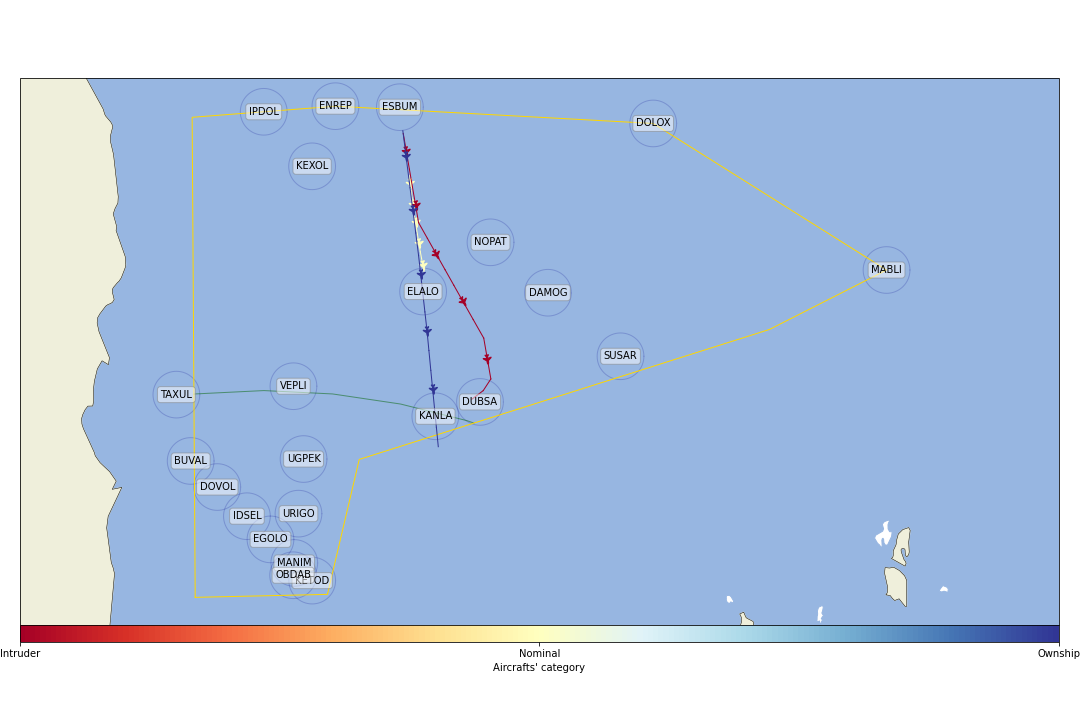 IPDOL
ENREP
ESBUM
DOLOX
KEXOL
NOPAT
MABLI
ELALO
DAMOG
SUSAR
TAXUL
VEPLI
DUBSA
KANLA
BUVAL
UGPEK
DOVOL
IDSEL
URIGO
EGOLO
MANIM
OBDAB
KETOD
Intruder
Nominal
Ownship
Aircrafts' category